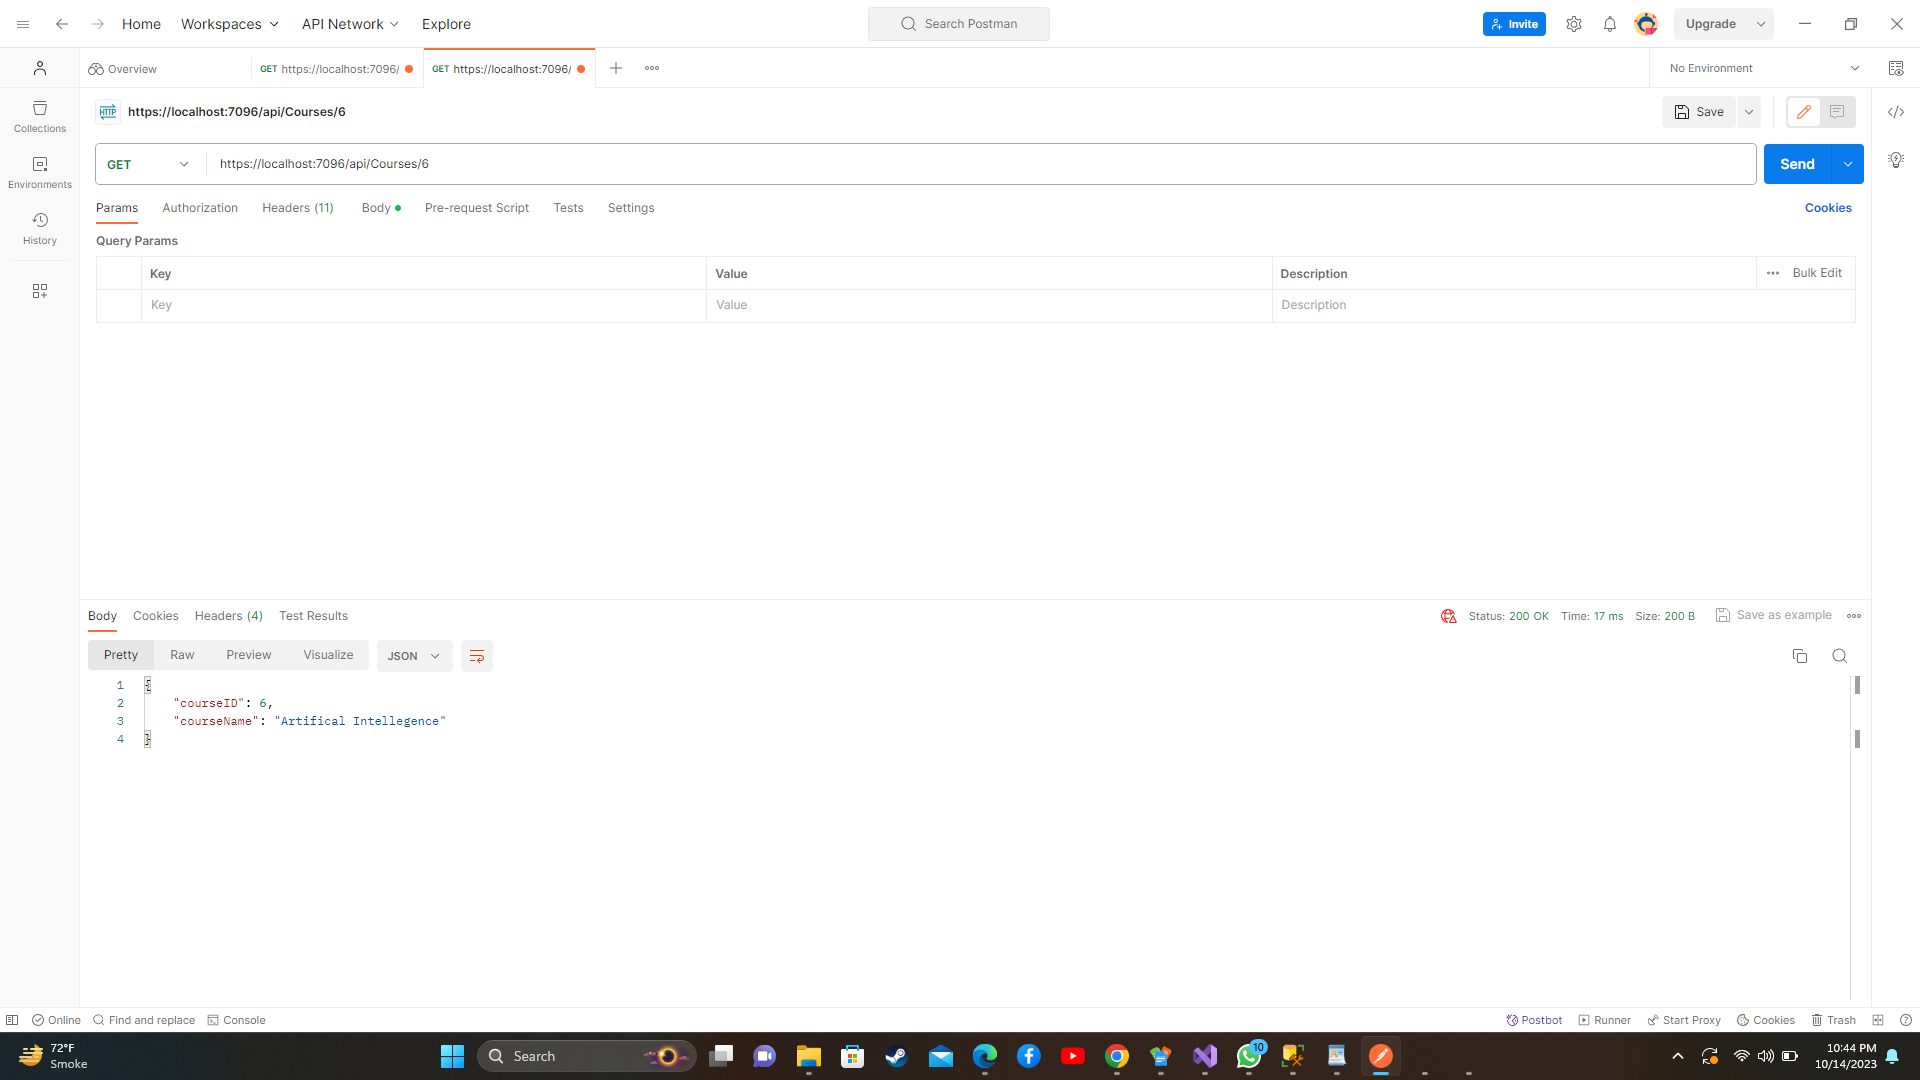 Home Workspaces API Network Explore Search Postman Invite Upgrade
Overview GET https://localhost:7096/ GET https://localhost:7096/ No Environment
HTTP https://localhost:7096/api/Courses/6 Save
Collections
GET https://localhost:7096/api/Courses/6 Send
Environments
Params Authorization Headers (11) Body Pre-request Script Tests Settings Cookies
History
Query Params
Key Value Description Bulk Edit
Key Value Description
Body Cookies Headers (4) Test Results Status: 200 OK Time: 17 ms Size: 200 B Save as example
Pretty Raw Preview Visualize JSON
1 {
2 "courseID": 6,
3 "courseName": "Artifical Intellegence"
4 }
Online Find and replace Console Postbot Runner Start Proxy Cookies Trash
72°F
Smoke
Search
10
10:44 PM
10/14/2023